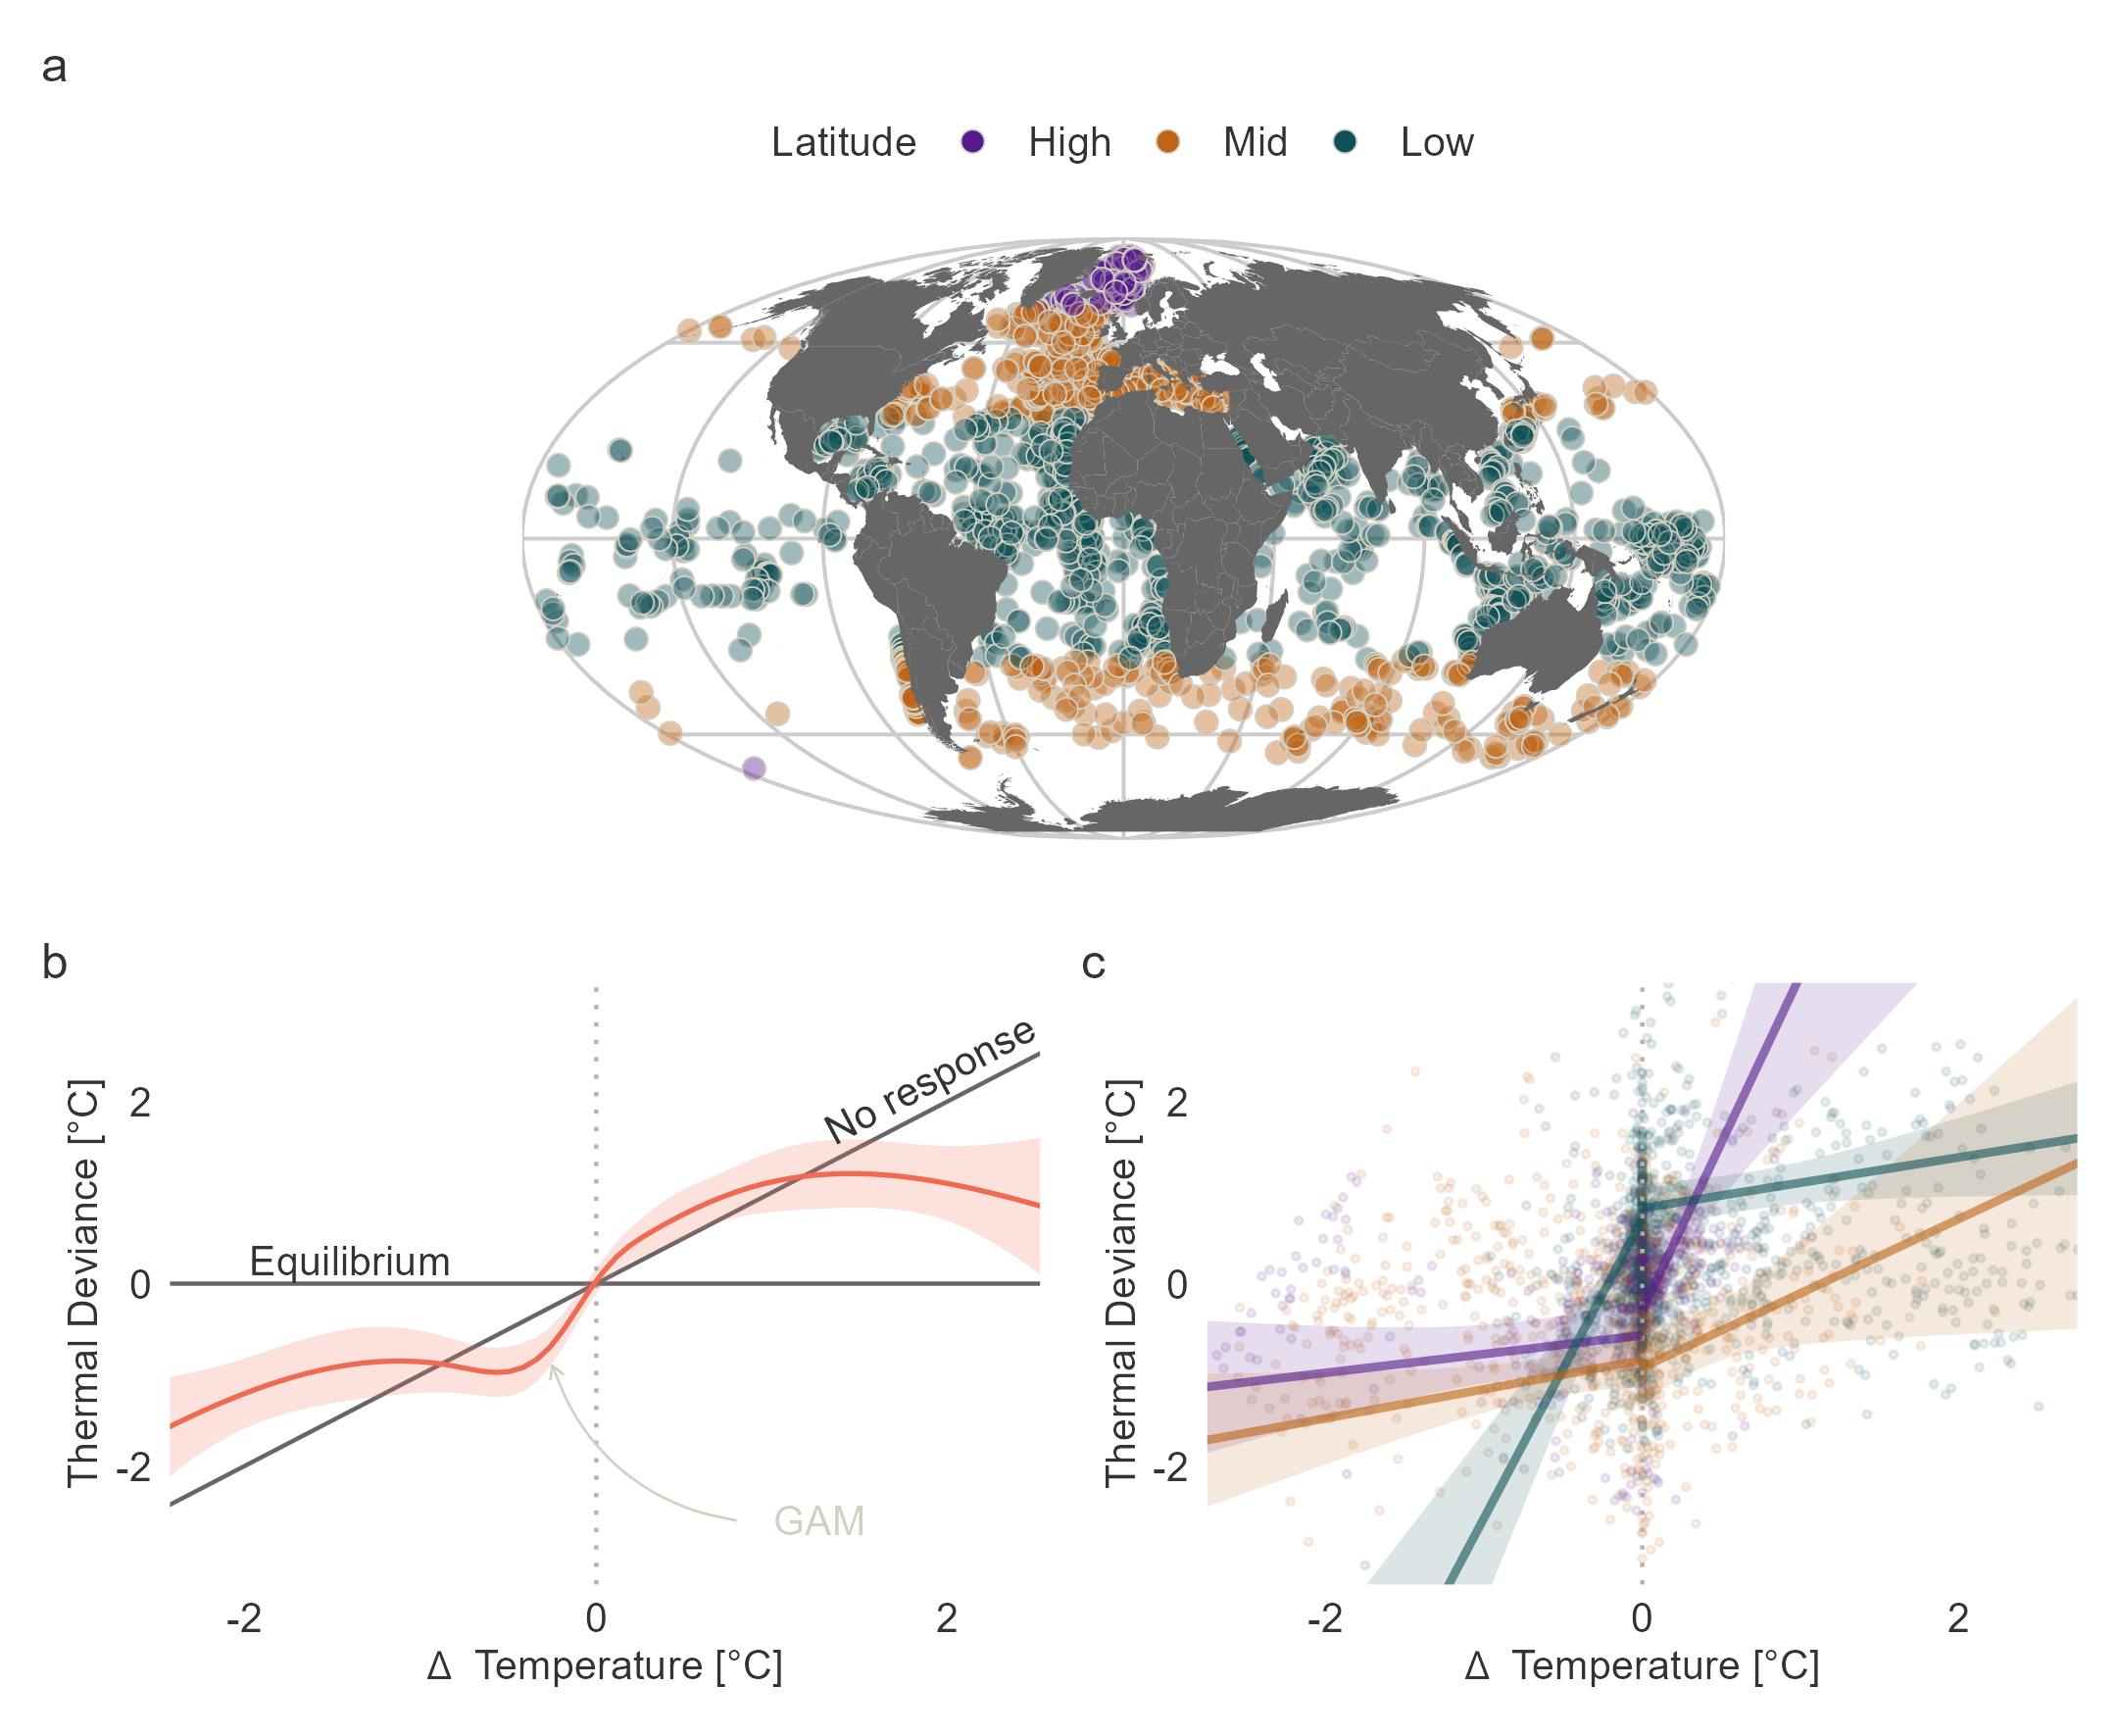 a
Latitude High Mid Low
b
Thermal Deviance [°C]
2
0
-2
No response
Equilibrium
GAM
-2 0 2
Δ Temperature [°C]
c
Thermal Deviance [°C]
2
0
-2
-2 0 2
Δ Temperature [°C]